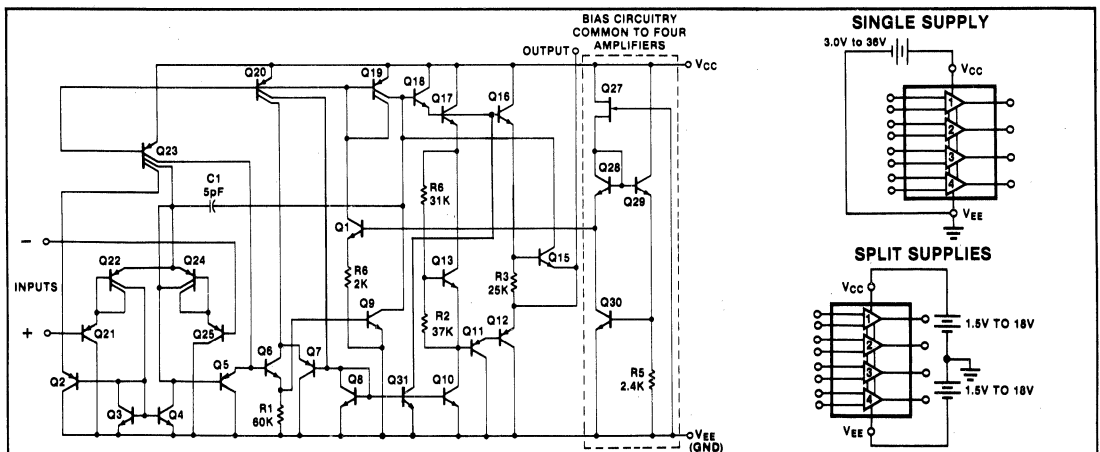 BIAS CIRCUITRY
COMMON TO FOUR
AMPLIFIERS
OUTPUT
VCC
Q20
Q19
Q18
Q17
Q16
Q27
Q23
C1
5pF
Q28
Q29
R6
31K
Q1
–
INPUTS
+
Q22
Q24
Q21
Q25
R6
2K
Q13
R3
25K
Q15
Q9
R2
37K
Q11
Q12
Q30
Q2
Q3
Q4
Q5
Q6
Q7
Q8
Q31
Q10
R1
60K
R5
2.4K
VEE
(GND)
SINGLE SUPPLY
3.0V to 36V
VCC
1
2
3
4
VEE
SPLIT SUPPLIES
VCC
1
2
3
4
1.5V TO 18V
1.5V TO 18V
VEE